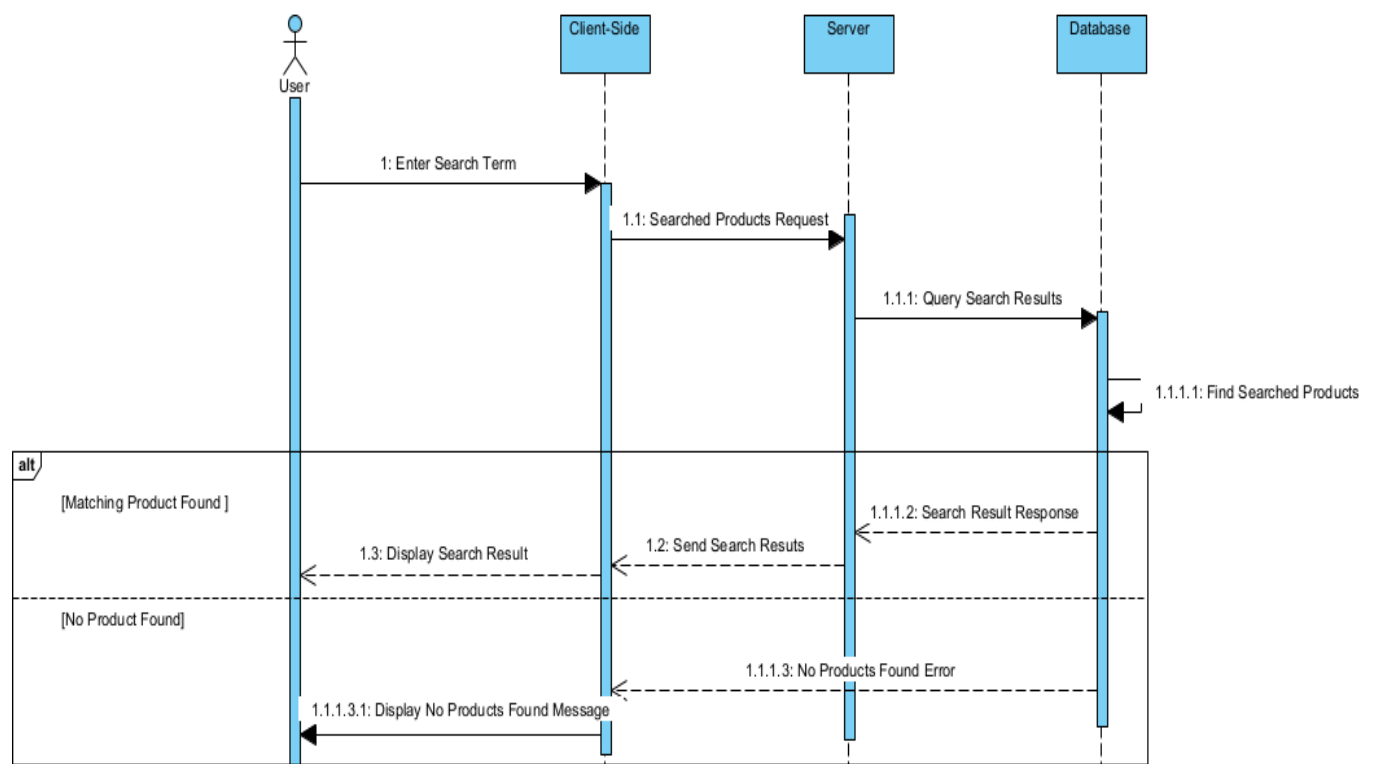 Client-Side
Server
Database
User
1: Enter Search Term
1.1: Searched Products Request
1.1.1: Query Search Results
1.1.1.1: Find Searched Products
alt
[Matching Product Found ]
1.1.1.2: Search Result Response
1.2: Send Search Resuts
1.3: Display Search Result
[No Product Found]
1.1.1.3: No Products Found Error
1.1.1.3.1: Display No Products Found Message